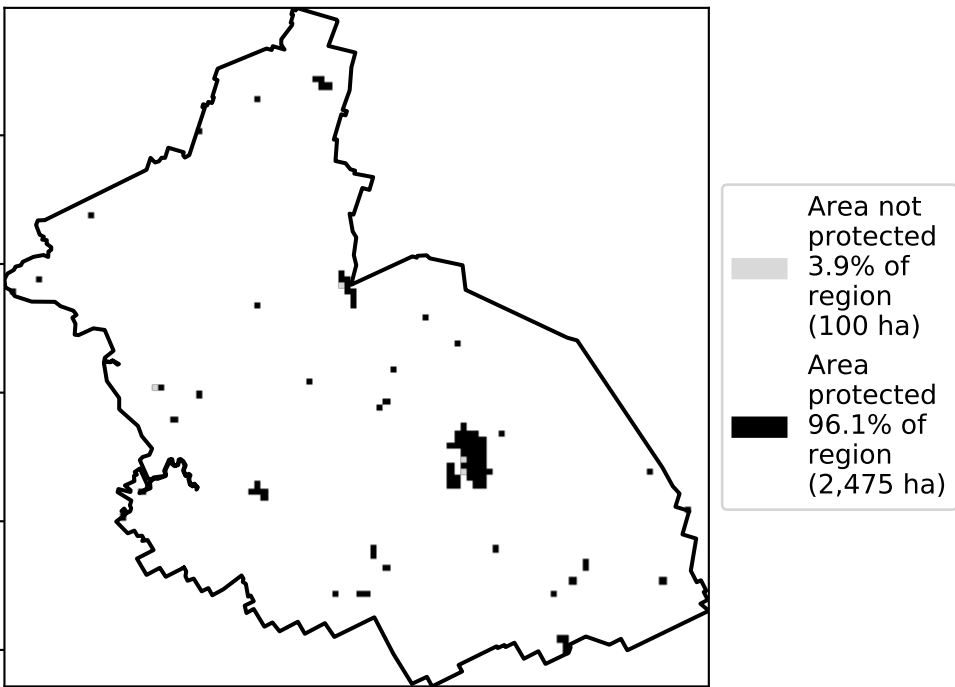 Area not
protected
3.9% of
region
(100 ha)
Area
protected
96.1% of
region
(2,475 ha)